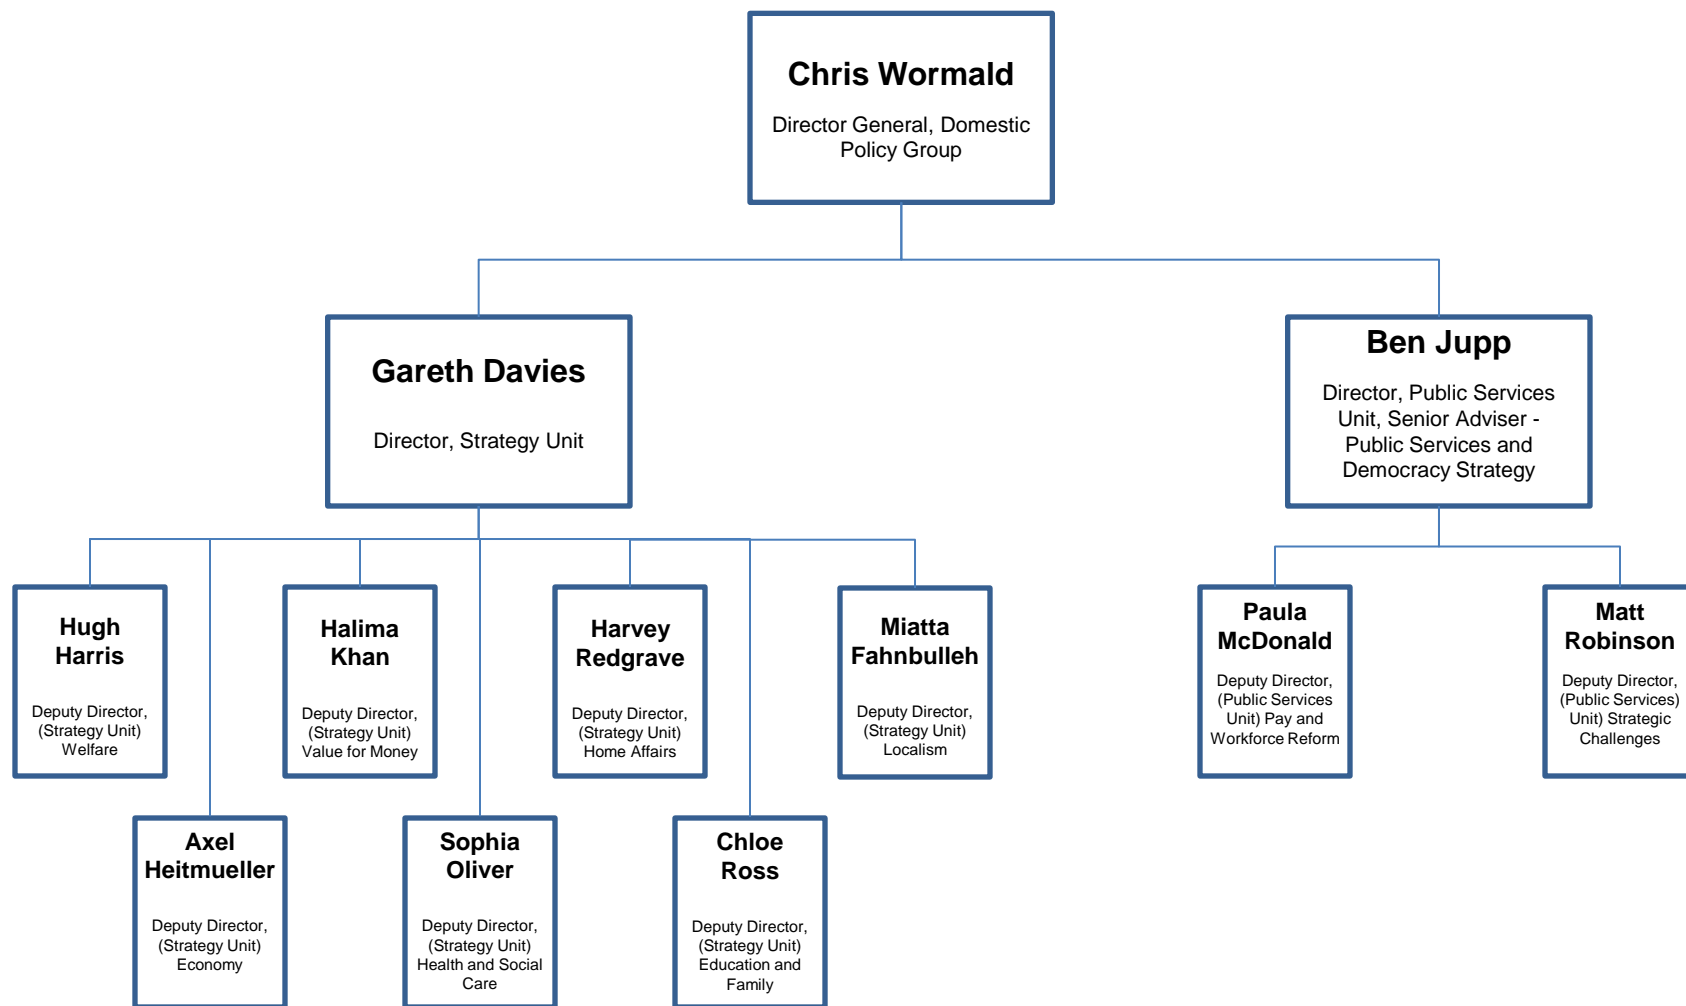 Chris Wormald
Director General, Domestic
Policy Group
Gareth Davies
Director, Strategy Unit
Ben Jupp
Director, Public Services
Unit, Senior Adviser -
Public Services and
Democracy Strategy
Hugh
Harris
Deputy Director,
(Strategy Unit)
Welfare
Halima
Khan
Deputy Director,
(Strategy Unit)
Value for Money
Harvey
Redgrave
Deputy Director,
(Strategy Unit)
Home Affairs
Miatta
Fahnbulleh
Deputy Director,
(Strategy Unit)
Localism
Paula
McDonald
Deputy Director,
(Public Services
Unit) Pay and
Workforce Reform
Matt
Robinson
Deputy Director,
(Public Services)
Unit) Strategic
Challenges
Axel
Heitmueller
Deputy Director,
(Strategy Unit)
Economy
Sophia
Oliver
Deputy Director,
(Strategy Unit)
Health and Social
Care
Chloe
Ross
Deputy Director,
(Strategy Unit)
Education and
Family